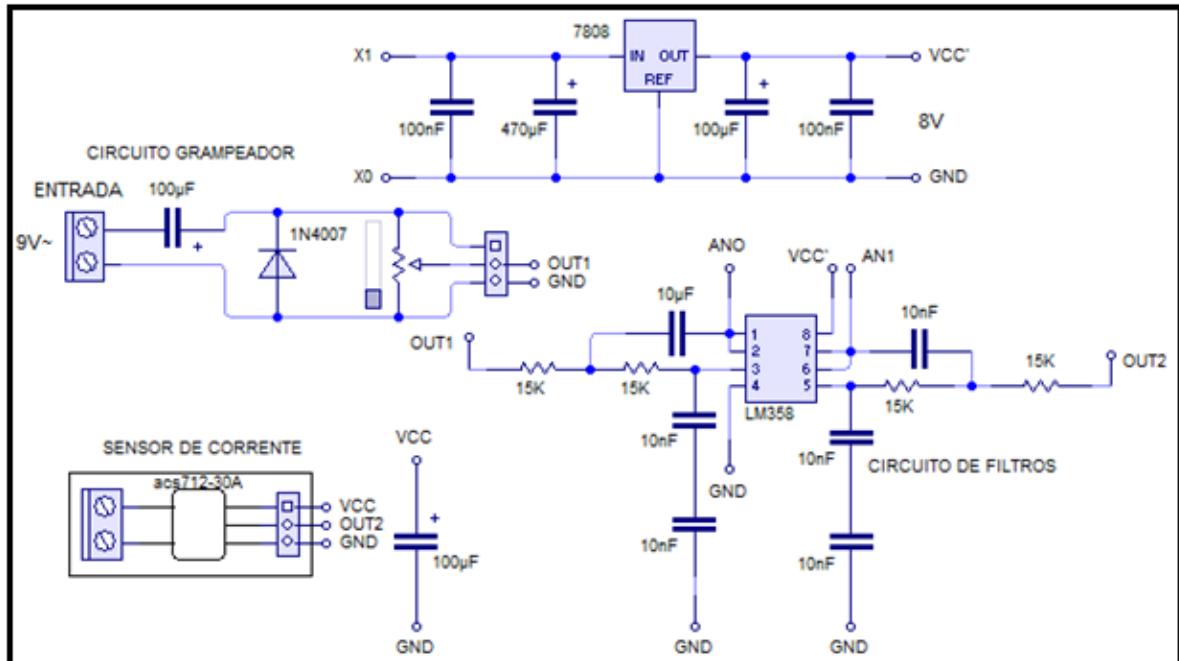 7808
X1
IN OUT
REF
VCC'
100nF
470µF
+
100µF
+
100nF
8V
X0
GND
CIRCUITO GRAMPEADOR
ENTRADA
100µF
+
9V~
1N4007
OUT1
GND
ANO
VCC'
AN1
10µF
10nF
OUT1
1
2
3
4
8
7
6
5
15K
15K
LM358
15K
15K
OUT2
10nF
10nF
GND
CIRCUITO DE FILTROS
10nF
10nF
GND
GND
SENSOR DE CORRENTE
acs712-30A
VCC
OUT2
GND
VCC
+
100µF
GND